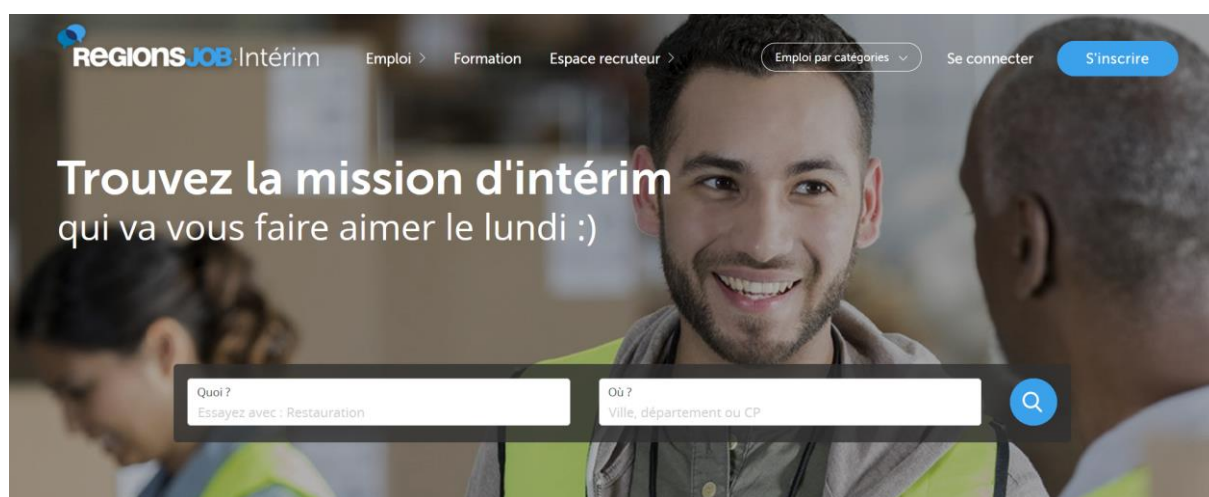 REGIONSJOB Intérim
Emploi >
Formation
Espace recruteur >
Emploi par catégories
Se connecter
S'inscrire
Trouvez la mission d'intérim
qui va vous faire aimer le lundi :)
Quoi ?
Essayez avec : Restauration
Où ?
Ville, département ou CP